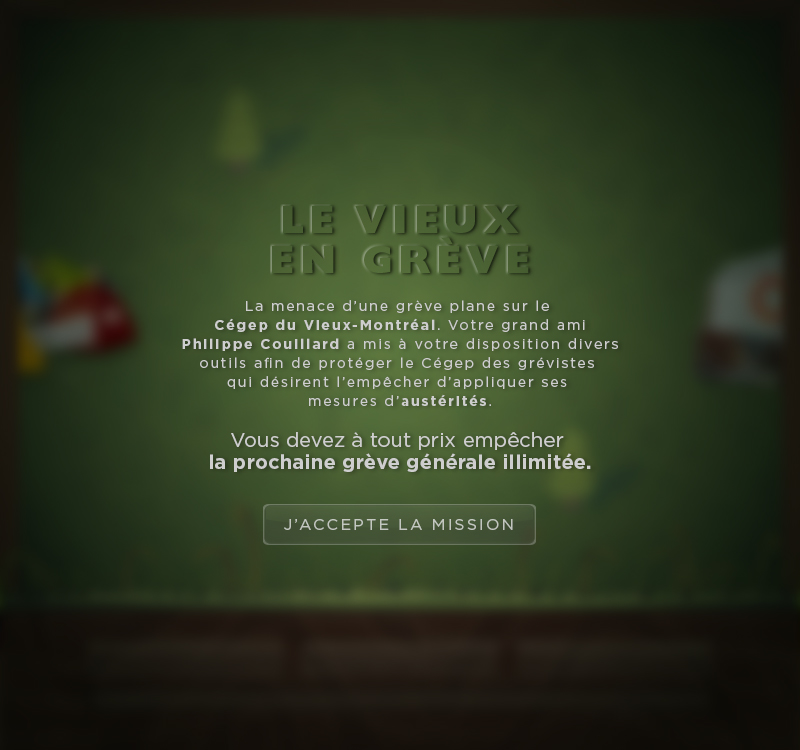 LE VIEUX
EN GRÈVE
La menace d'une grève plane sur le
Cégep du Vieux-Montréal. Votre grand ami
Philippe Couillard a mis à votre disposition divers
outils afin de protéger le Cégep des grévistes
qui désirent l'empêcher d'appliquer ses
mesures d'austérités.
Vous devez à tout prix empêcher
la prochaine grève générale illimitée.
J'ACCEPTE LA MISSION